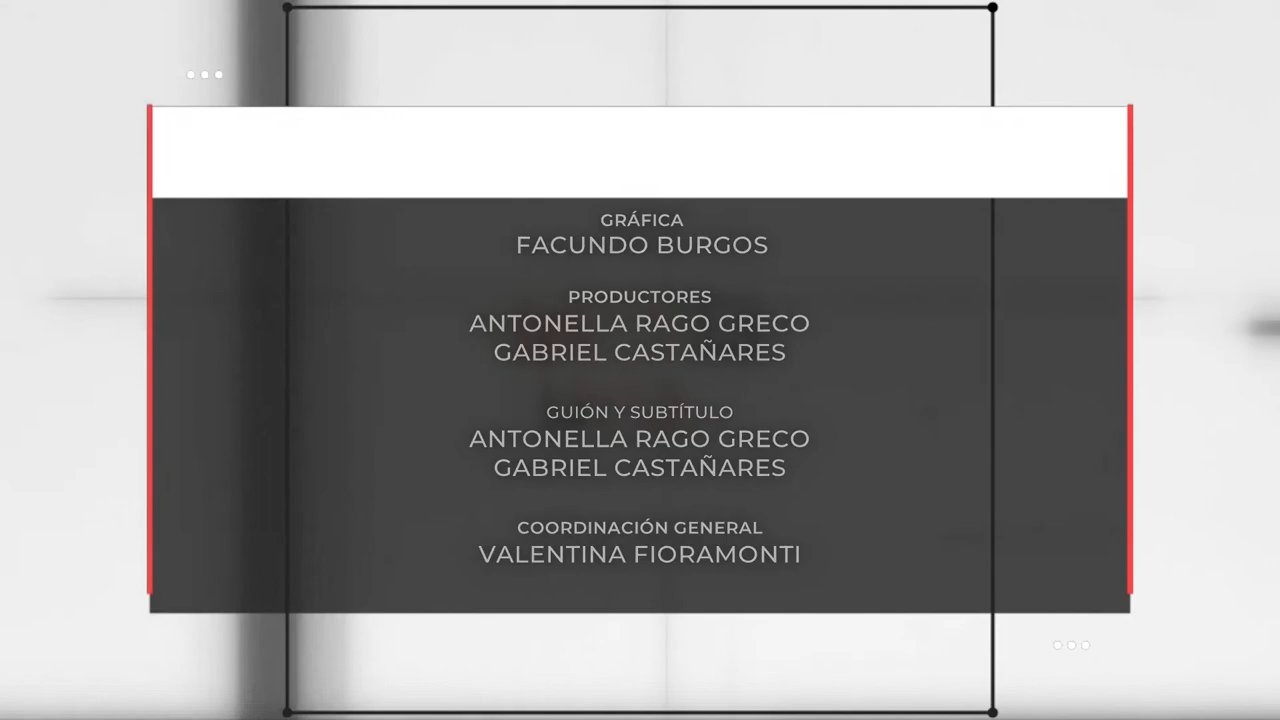 GRÁFICA
FACUNDO BURGOS
PRODUCTORES
ANTONELLA RAGO GRECO
GABRIEL CASTAÑARES
GUIÓN Y SUBTÍTULO
ANTONELLA RAGO GRECO
GABRIEL CASTAÑARES
COORDINACIÓN GENERAL
VALENTINA FIORAMONTI